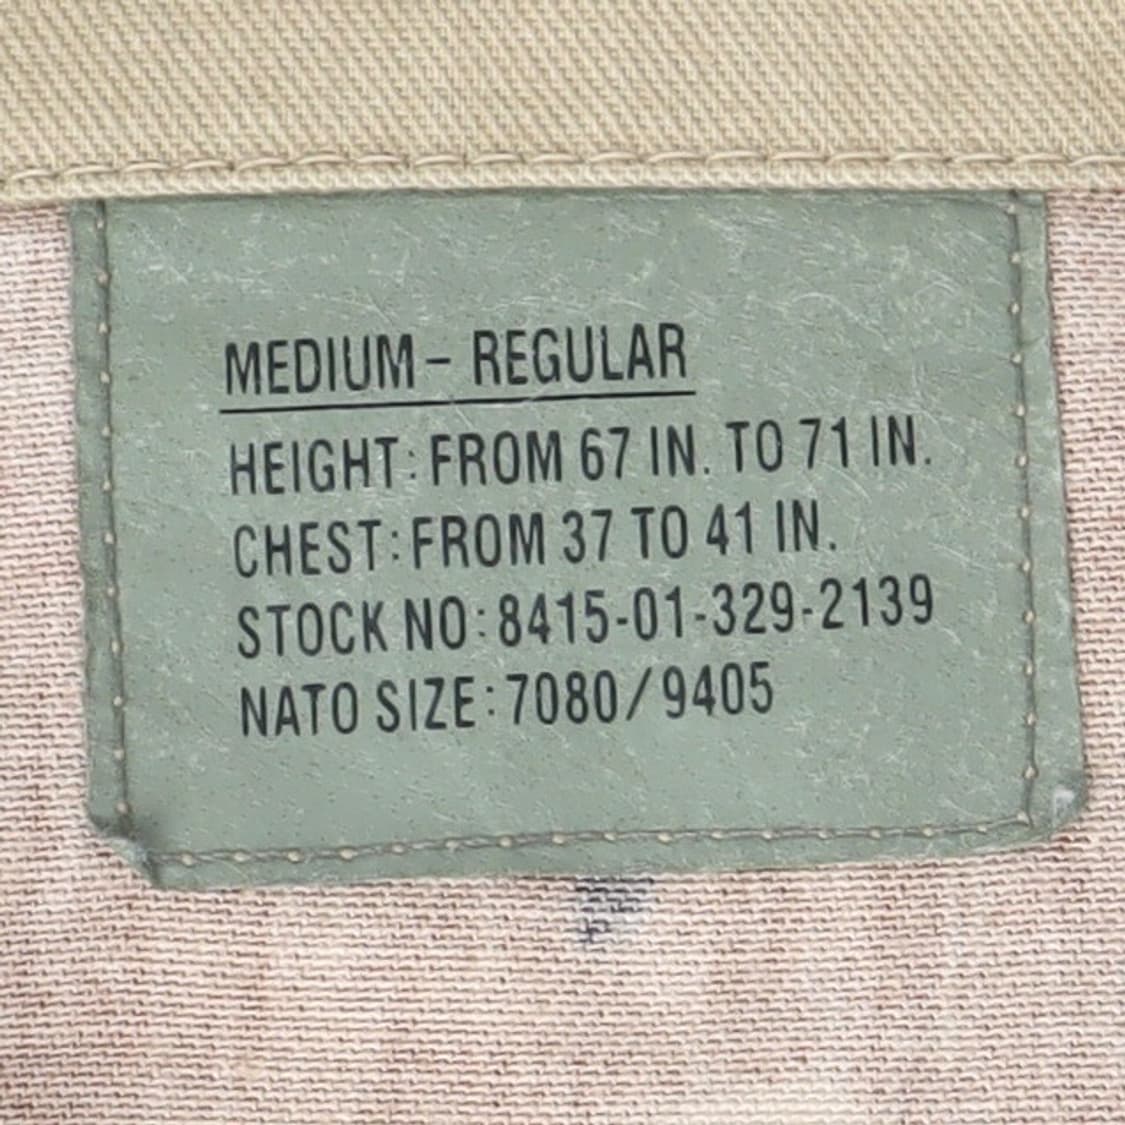 MEDIUM - REGULAR
HEIGHT: FROM 67 IN. TO 71 IN.
CHEST: FROM 37 TO 41 IN.
STOCK NO: 8415-01-329-2139
NATO SIZE: 7080/9405